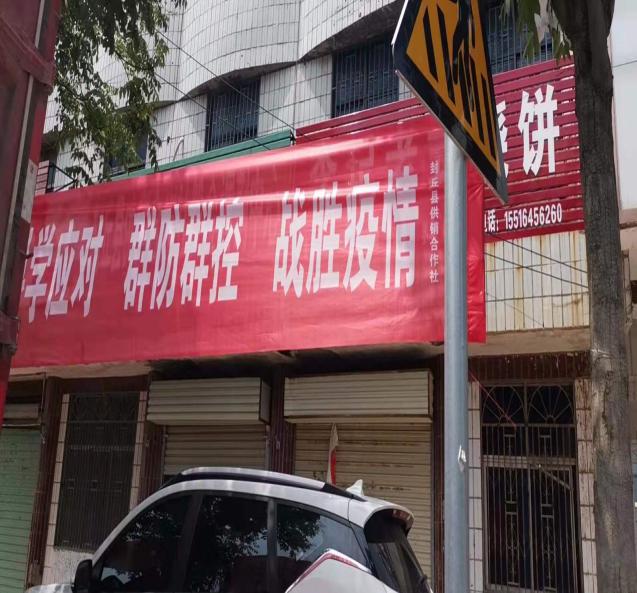 学应对 群防群控 战胜疫情
封丘县供销合作社
饼
电话：15516456260